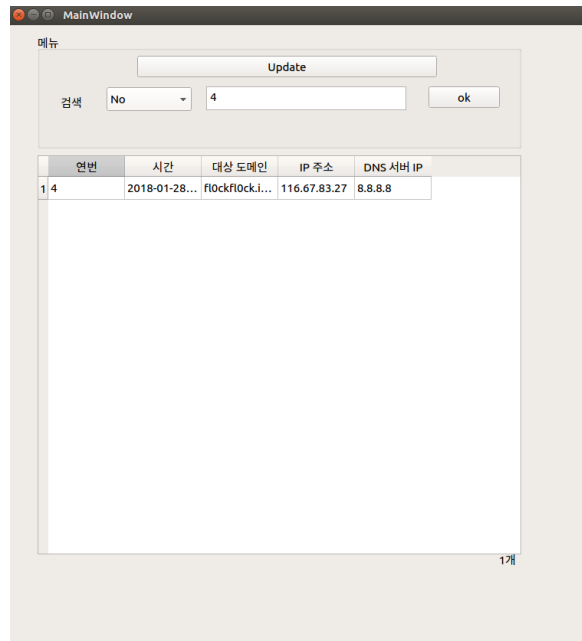 MainWindow
메뉴
Update
검색 No 4 ok
연번 시간 대상 도메인 IP 주소 DNS 서버 IP
1 4 2018-01-28... fl0ckfl0ck.i... 116.67.83.27 8.8.8.8
1개